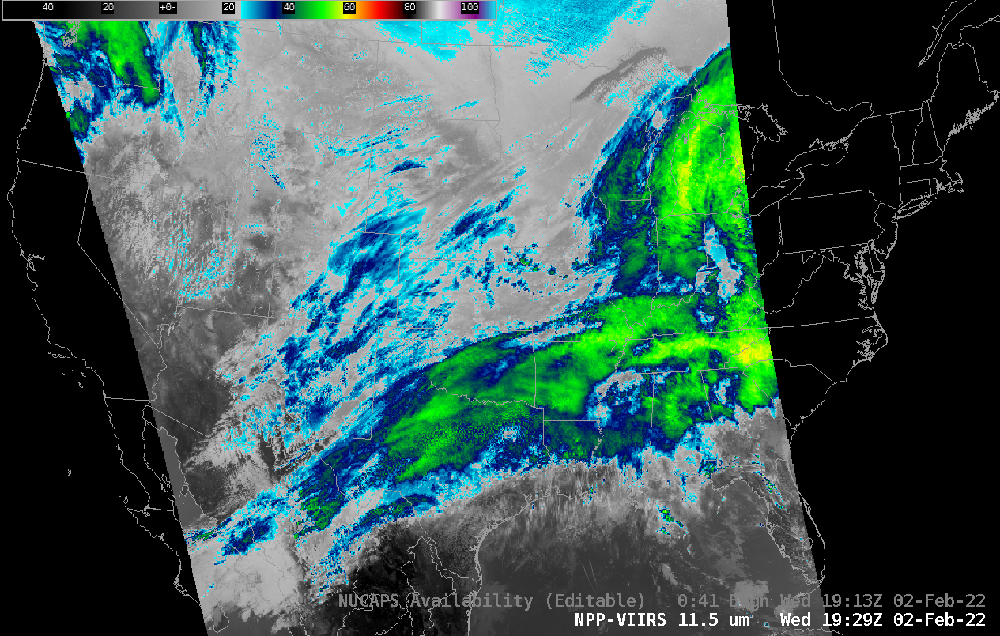 40 20 +0- 20 40 60 80 100
NUCAPS Availability (Editable) 0:41 Wed 19:13Z 02-Feb-22
NPP-VIIRS 11.5 um Wed 19:29Z 02-Feb-22